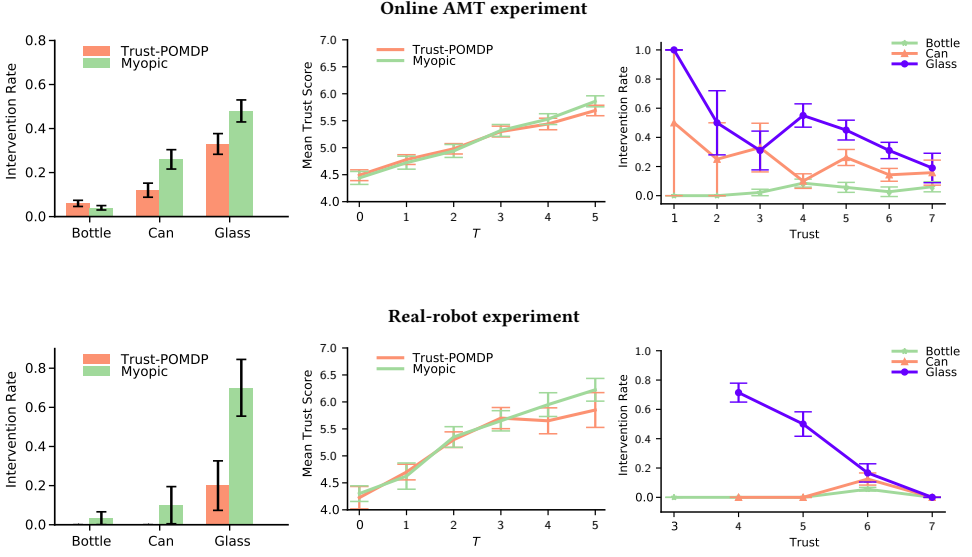 Online AMT experiment
0.8
0.6
0.4
0.2
0.0
Intervention Rate
Trust-POMDP
Myopic
Bottle Can Glass
7.0
6.5
6.0
5.5
5.0
4.5
4.0
Mean Trust Score
Trust-POMDP
Myopic
0 1 2 3 4 5
T
1.0
0.8
0.6
0.4
0.2
0.0
Intervention Rate
Bottle
Can
Glass
1 2 3 4 5 6 7
Trust
Real-robot experiment
0.8
0.6
0.4
0.2
0.0
Intervention Rate
Trust-POMDP
Myopic
Bottle Can Glass
7.0
6.5
6.0
5.5
5.0
4.5
4.0
Mean Trust Score
Trust-POMDP
Myopic
0 1 2 3 4 5
T
1.0
0.8
0.6
0.4
0.2
0.0
Intervention Rate
Bottle
Can
Glass
3 4 5 6 7
Trust